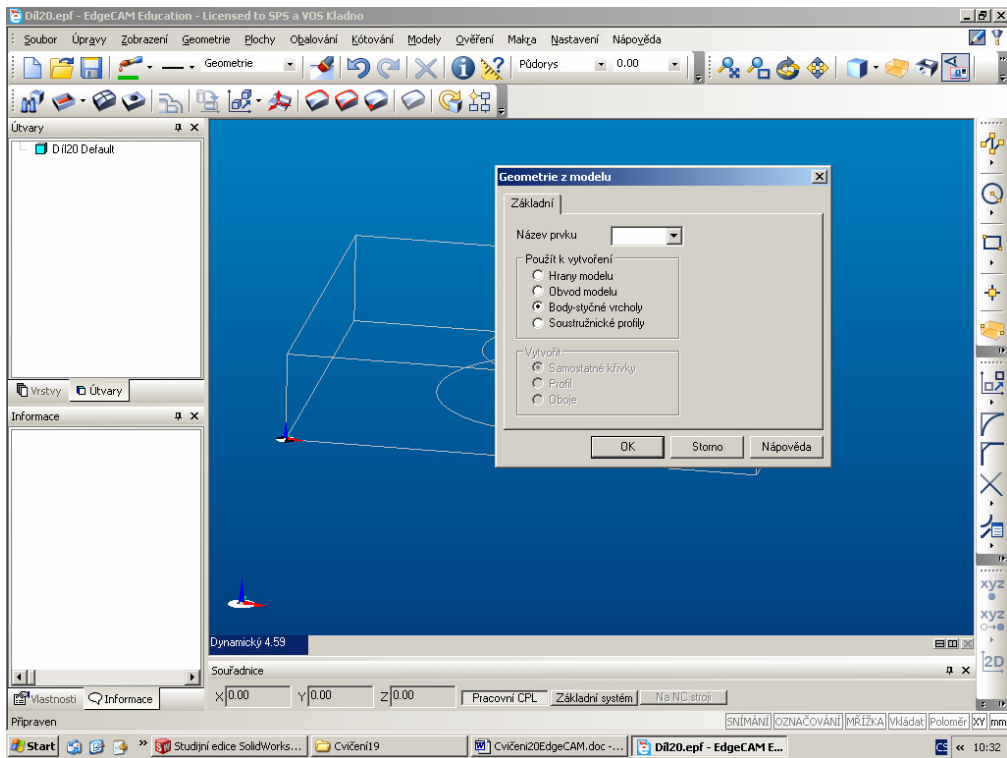 Díl20.epf - EdgeCAM Education - Licensed to SPS a VOS Kladno
Soubor Úpravy Zobrazení Geometrie Plochy Obalování Kótování Modely Ověření Makra Nastavení Nápověda
Geometrie Půdorys 0.00
Útvary
Díl20 Default
Geometrie z modelu
Základní
Název prvku
Použít k vytvoření
Hrany modelu
Obvod modelu
Body-styčné vrcholy
Soustružnické profily
Vytvořit
Samostatné křivky
Profil
Oboje
OK Storno Nápověda
Vrstvy Útvary
Informace
xyz
xyz
2D
Dynamický 4.59
Souřadnice
X 0.00 Y 0.00 Z 0.00 Pracovní CPL Základní systém Na NC stroji
Vlastnosti Informace
Připraven
SNÍMÁNÍ OZNAČOVÁNÍ MŘÍŽKA Vkládat Poloměr XY mm
Start » Studijní edice SolidWorks... Cvičení19 Cvičeni20EdgeCAM.doc -... Díl20.epf - EdgeCAM E... CS « 10:32